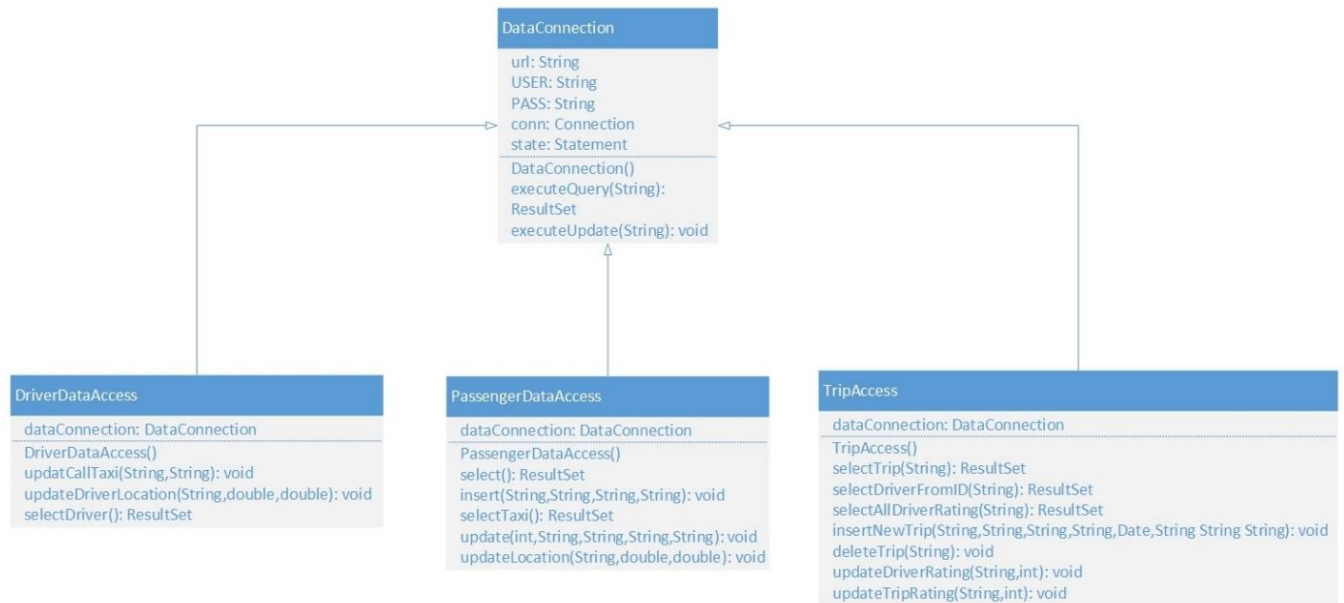 DataConnection
url: String
USER: String
PASS: String
conn: Connection
state: Statement
DataConnection()
executeQuery(String):
ResultSet
executeUpdate(String): void
DriverDataAccess
dataConnection: DataConnection
DriverDataAccess()
updatCallTaxi(String,String): void
updateDriverLocation(String,double,double): void
selectDriver(): ResultSet
PassengerDataAccess
dataConnection: DataConnection
PassengerDataAccess()
select(): ResultSet
insert(String,String,String,String): void
selectTaxi(): ResultSet
update(int,String,String,String,String): void
updateLocation(String,double,double): void
TripAccess
dataConnection: DataConnection
TripAccess()
selectTrip(String): ResultSet
selectDriverFromID(String): ResultSet
selectAllDriverRating(String): ResultSet
insertNewTrip(String,String,String,String,Date,String String String): void
deleteTrip(String): void
updateDriverRating(String,int): void
updateTripRating(String,int): void